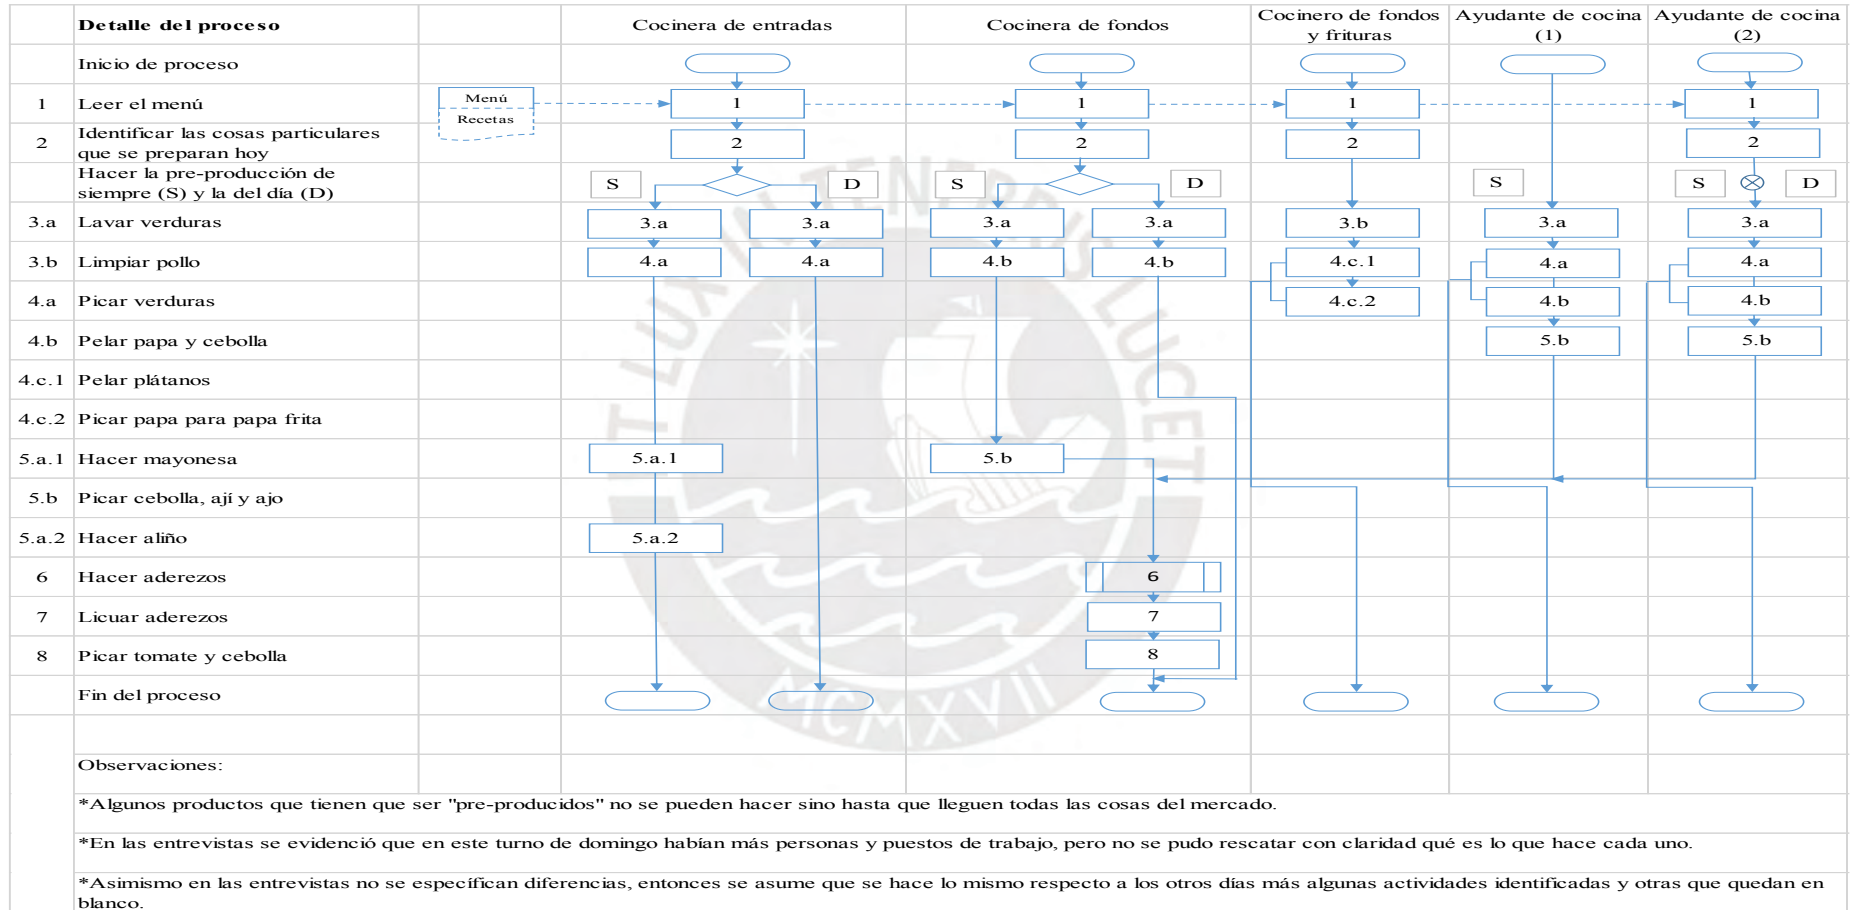 Detalle del proceso
Cocinera de entradas
Cocinera de fondos
Cocinero de fondos
y frituras
Ayudante de cocina
(1)
Ayudante de cocina
(2)
Inicio de proceso
1 Leer el menú
Menú
Recetas
1 1 1 1
2 Identificar las cosas particulares
que se preparan hoy
2 2 2 2
Hacer la pre-producción de
siempre (S) y la del día (D)
S D S D S S D
3.a Lavar verduras
3.a 3.a 3.a 3.a 3.b 3.a 3.a
3.b Limpiar pollo
4.a 4.a 4.b 4.b 4.c.1 4.a 4.a
4.a Picar verduras
4.c.2 4.b 4.b
4.b Pelar papa y cebolla
5.b 5.b
4.c.1 Pelar plátanos
4.c.2 Picar papa para papa frita
5.a.1 Hacer mayonesa
5.a.1 5.b
5.b Picar cebolla, ají y ajo
5.a.2 Hacer aliño
5.a.2
6 Hacer aderezos
6
7 Licuar aderezos
7
8 Picar tomate y cebolla
8
Fin del proceso
Observaciones:
*Algunos productos que tienen que ser "pre-producidos" no se pueden hacer sino hasta que lleguen todas las cosas del mercado.
*En las entrevistas se evidenció que en este turno de domingo habían más personas y puestos de trabajo, pero no se pudo rescatar con claridad qué es lo que hace cada uno.
*Asimismo en las entrevistas no se específican diferencias, entonces se asume que se hace lo mismo respecto a los otros días más algunas actividades identificadas y otras que quedan en
blanco.
ET LUX IN TENEBRIS LUCET
MCMXVII